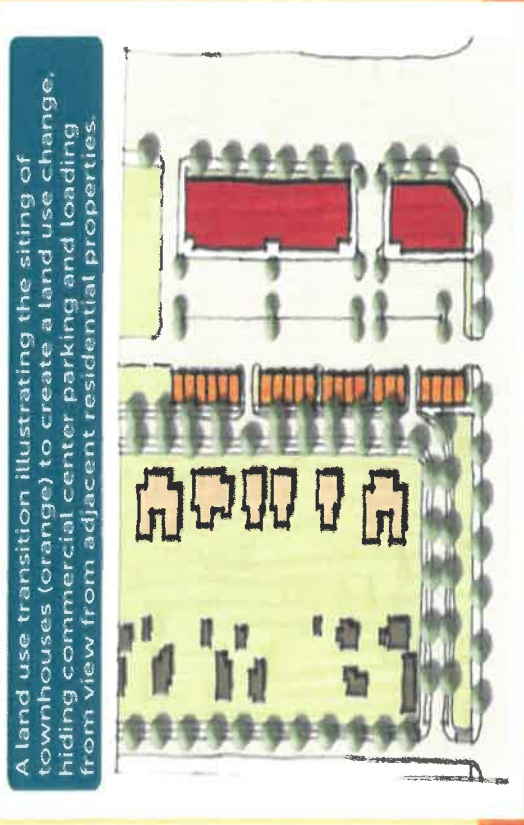 A land use transition illustrating the siting of
townhouses (orange) to create a land use change,
hiding commercial center parking and loading
from view from adjacent residential properties.